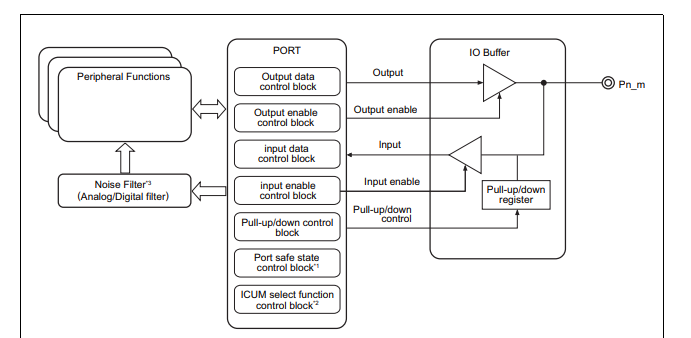 PORT
IO Buffer
Peripheral Functions
Output data
control block
Output
Pn_m
Output enable
control block
Output enable
input data
control block
Input
Noise Filter*3
(Analog/Digital filter)
input enable
control block
Input enable
Pull-up/down
register
Pull-up/down control
block
Pull-up/down
control
Port safe state
control block*1
ICUM select function
control block*2